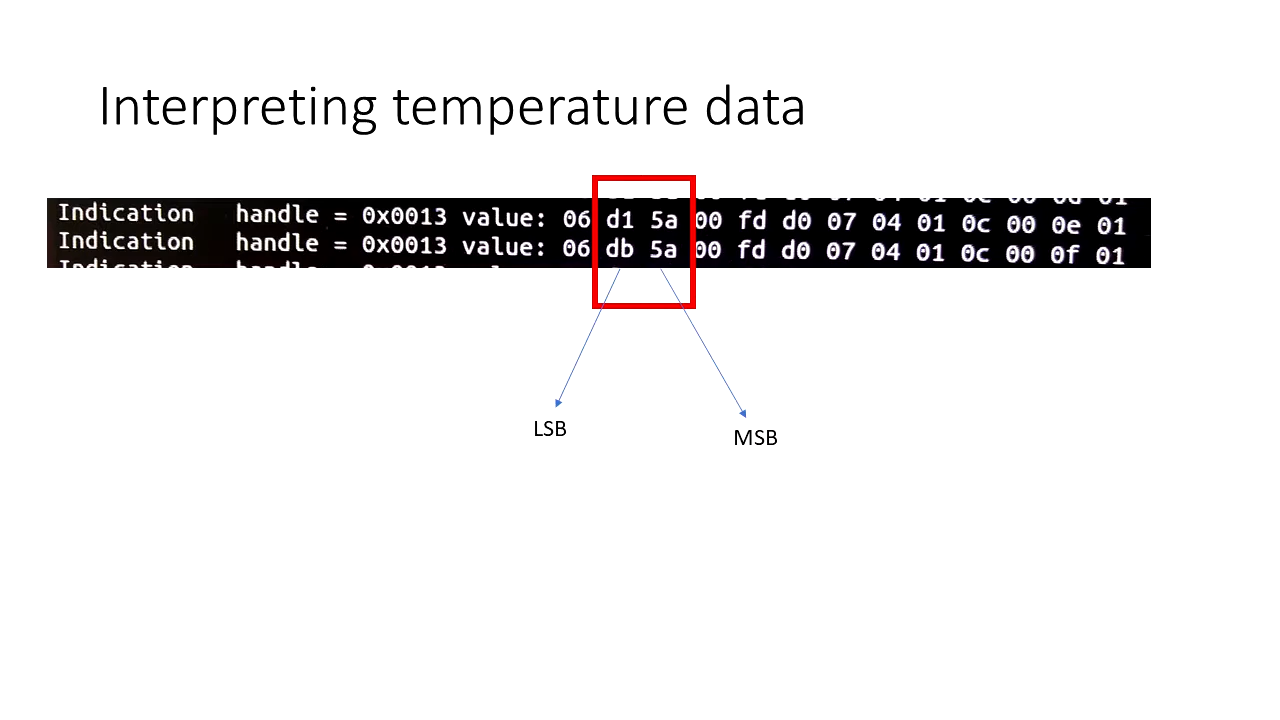 Interpreting temperature data
Indication   handle = 0x0013 value: 06 d1 5a 00 fd d0 07 04 01 0c 00 0e 01
Indication   handle = 0x0013 value: 06 db 5a 00 fd d0 07 04 01 0c 00 0f 01
LSB
MSB